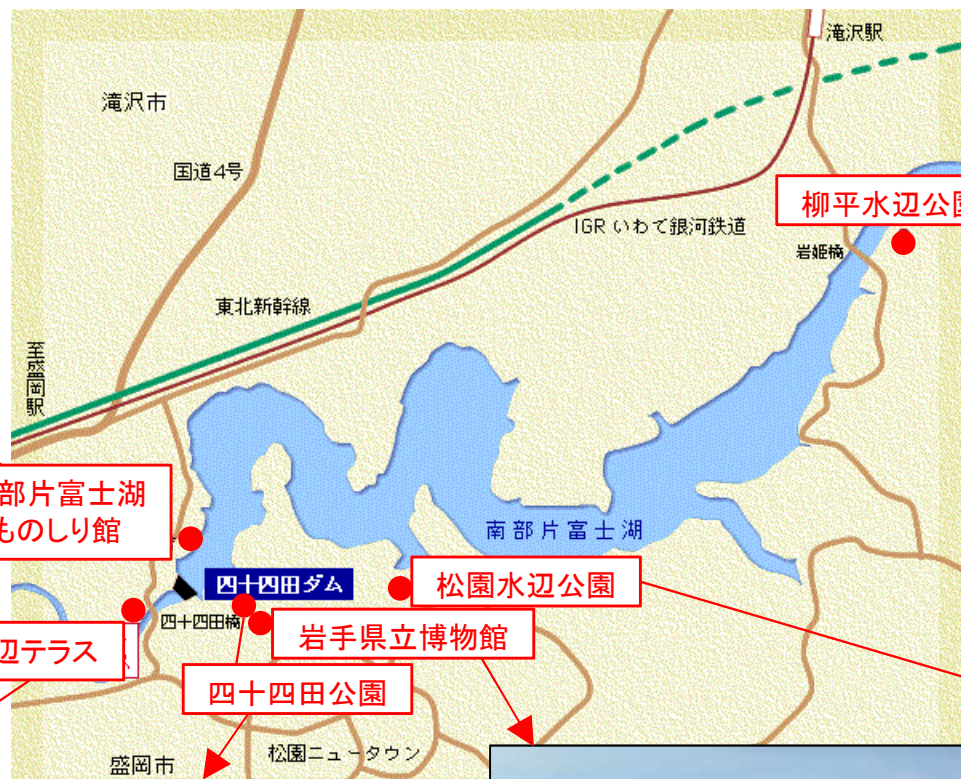 滝沢駅
滝沢市
国道4号
柳平水辺公園
IGR いわて銀河鉄道
岩姫橋
東北新幹線
至盛岡駅
部片富士湖
ものしり館
南部片富士湖
四十四田ダム
松園水辺公園
四十四田橋
岩手県立博物館
辺テラス
四十四田公園
松園ニュータウン
盛岡市